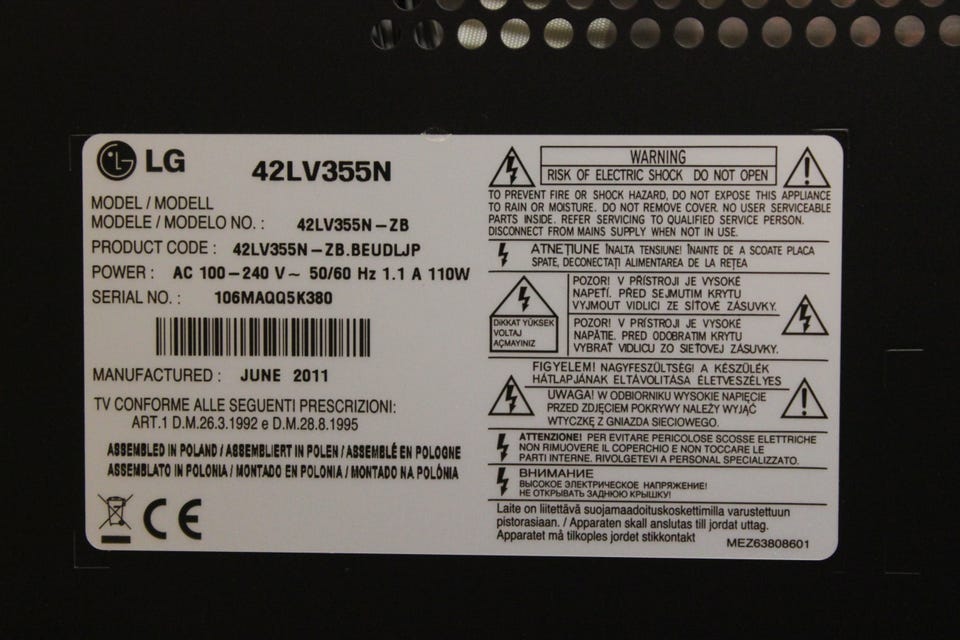 LG
42LV355N
MODEL / MODELL
MODELE / MODELO NO. : 42LV355N-ZB
PRODUCT CODE : 42LV355N-ZB.BEUDLJP
POWER : AC 100-240 V~ 50/60 Hz 1.1 A 110W
SERIAL NO. : 106MAQQ5K380
MANUFACTURED : JUNE 2011
TV CONFORME ALLE SEGUENTI PRESCRIZIONI:
ART.1 D.M.26.3.1992 e D.M.28.8.1995
ASSEMBLED IN POLAND / ASSEMBLIERT IN POLEN / ASSEMBLÉ EN POLOGNE
ASSEMBLATO IN POLONIA / MONTADO EN POLONIA / MONTADO NA POLÔNIA
CE
WARNING
RISK OF ELECTRIC SHOCK DO NOT OPEN
TO PREVENT FIRE OR SHOCK HAZARD, DO NOT EXPOSE THIS APPLIANCE
TO RAIN OR MOISTURE. DO NOT REMOVE COVER. NO USER SERVICEABLE
PARTS INSIDE. REFER SERVICING TO QUALIFIED SERVICE PERSON.
DISCONNECT FROM MAINS SUPPLY WHEN NOT IN USE.
ATNEȚIUNE ÎNALTA TENSIUNE! ÎNAINTE DE A SCOATE PLACA
SPATE, DECONECTAȚI ALIMENTAREA DE LA REȚEA
DİKKAT YÜKSEK
VOLTAJ
AÇMAYINIZ
POZOR! V PŘÍSTROJI JE VYSOKÉ
NAPETÍ. PŘED SEJMUTIM KRYTU
VYJMOUT VIDLICI ZE SÍŤOVÉ ZÁSUVKY.
POZOR! V PRÍSTROJI JE VYSOKÉ
NAPÄTIE. PRED ODOBRATIM KRYTU
VYBRAŤ VIDLICU ZO SIEŤOVEJ ZÁSUVKY.
FIGYELEM! NAGYFESZÜLTSÉG! A KÉSZÜLÉK
HÁTLAPJÁNAK ELTÁVOLITÁSA ÉLETVESZÉLYES
UWAGA! W ODBIORNIKU WYSOKIE NAPIĘCIE
PRZED ZDJĘCIEM POKRYWY NALEŻY WYJĄĆ
WTYCZKĘ Z GNIAZDA SIECIOWEGO.
ATTENZIONE! PER EVITARE PERICOLOSE SCOSSE ELETTRICHE
NON RIMUOVERE IL COPERCHIO E NON TOCCARE LE
PARTI INTERNE. RIVOLGETEVI A PERSONAL SPECIALIZZATO.
ВНИМАНИЕ
ВЫСОКОЕ ЭЛЕКТРИЧЕСКОЕ НАПРЯЖЕНИЕ!
НЕ ОТКРЫВАТЬ ЗАДНЮЮ КРЫШКУ!
Laite on liitettävä suojamaadoituskoskettimilla varustettuun
pistorasiaan. / Apparaten skall anslutas till jordat uttag.
Apparatet må tilkoples jordet stikkontakt
MEZ63808601